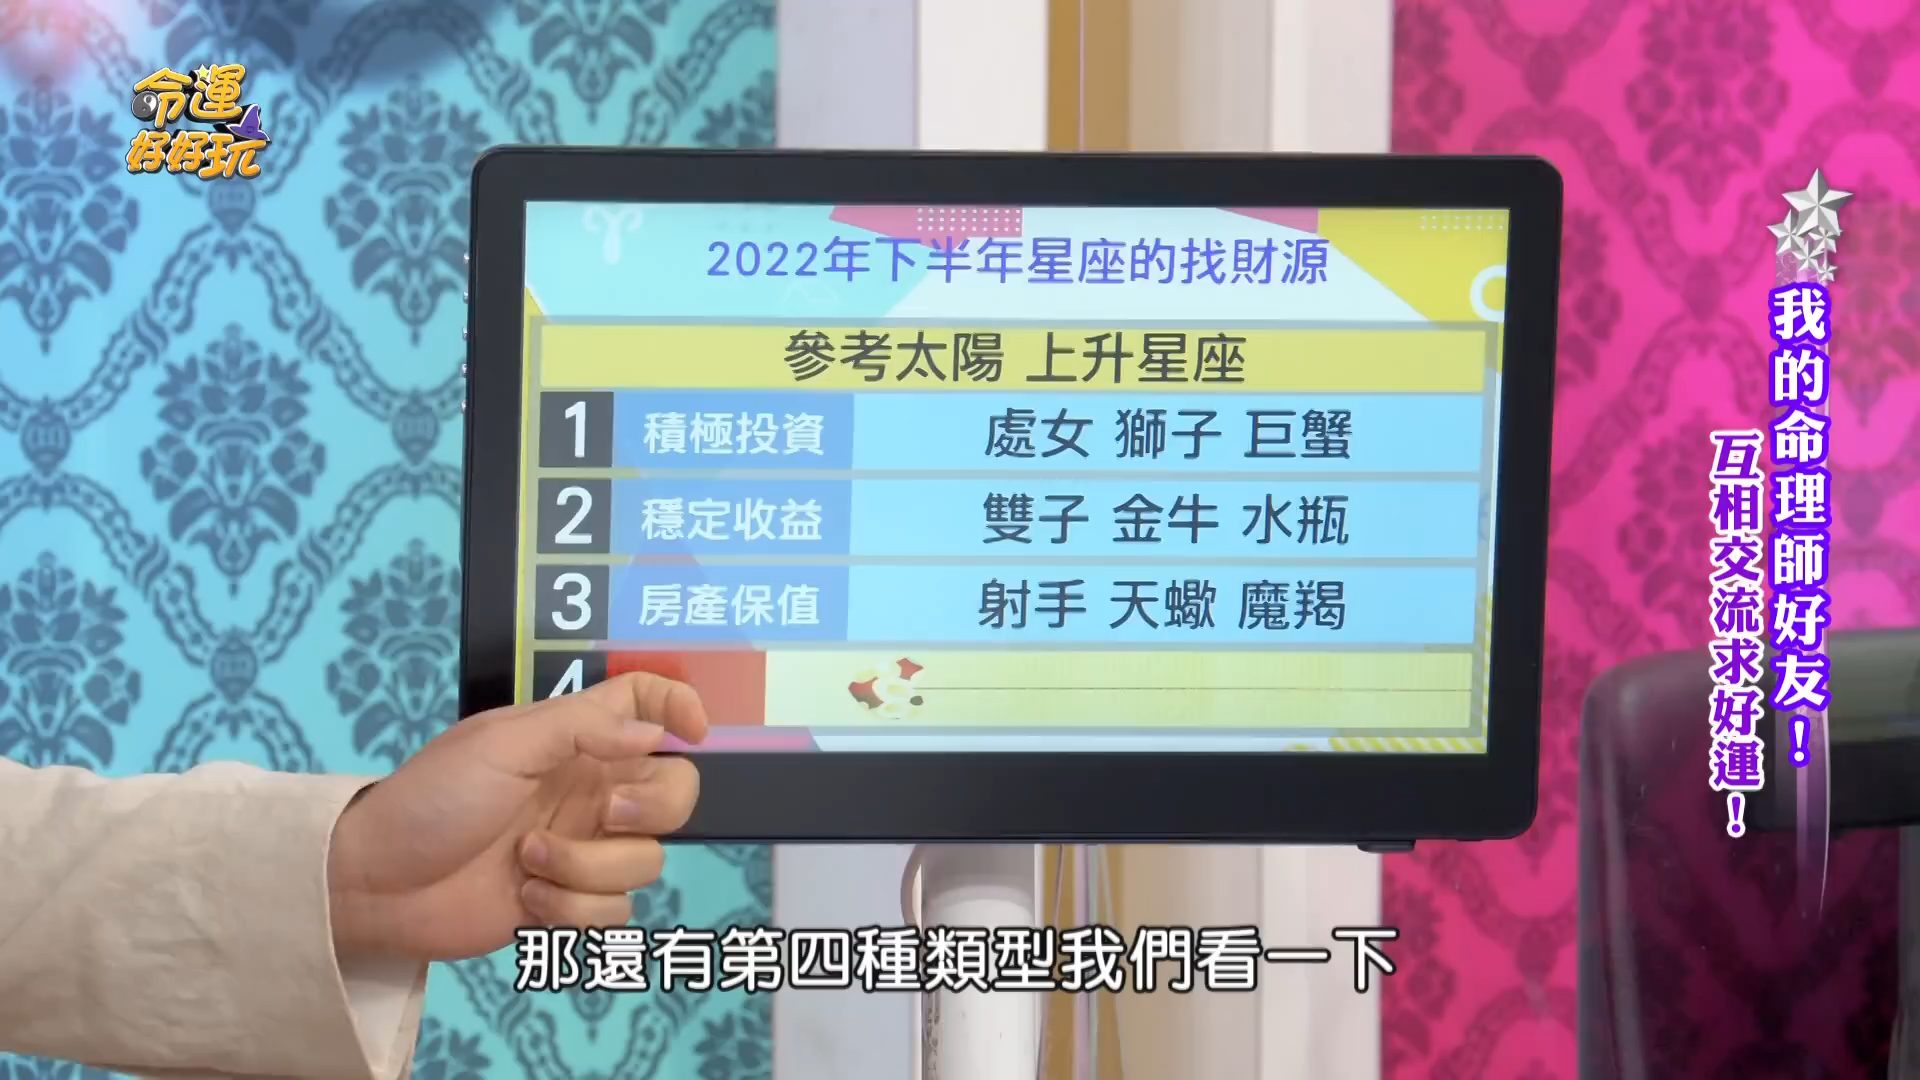 命運
好好玩
2022年下半年星座的找財源
參考太陽 上升星座
1 積極投資 處女 獅子 巨蟹
2 穩定收益 雙子 金牛 水瓶
3 房產保值 射手 天蠍 魔羯
4
我的命理師好友！
互相交流求好運！
那還有第四種類型我們看一下